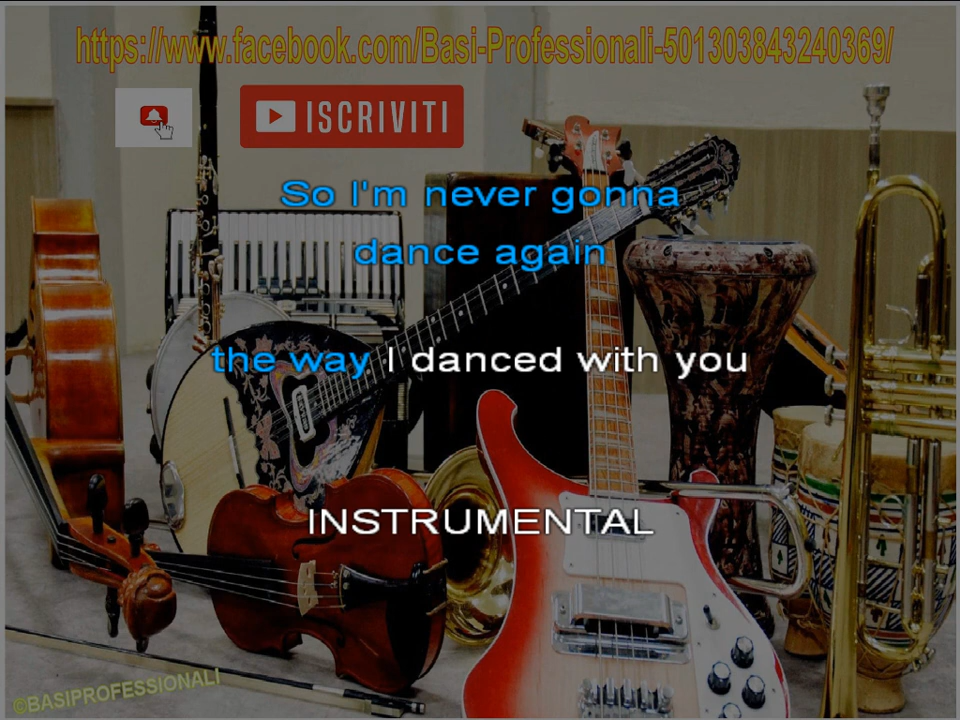 https://www.facebook.com/Basi-Professionali-501303843240369/
ISCRIVITI
So I'm never gonna
dance again
the way I danced with you
INSTRUMENTAL
©BASIPROFESSIONALI